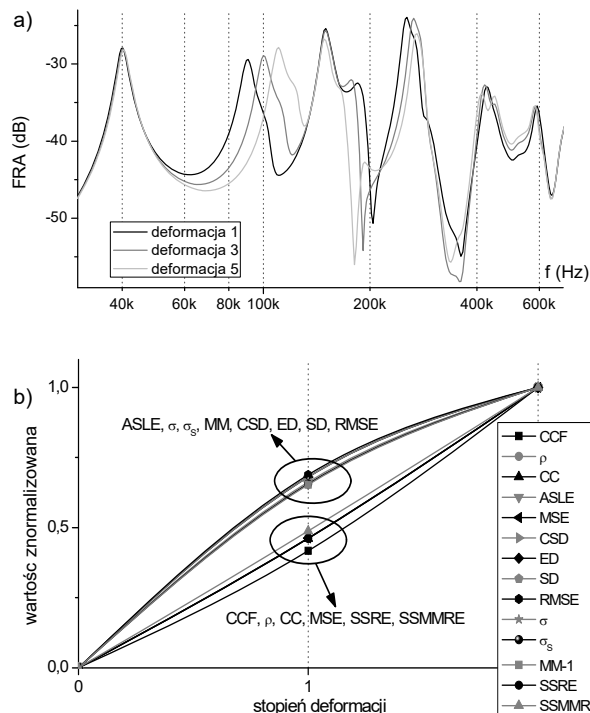 a)
FRA (dB)
-30
-40
-50
deformacja 1
deformacja 3
deformacja 5
f (Hz)
40k
60k
80k
100k
200k
400k
600k
b)
wartość znormalizowana
1,0
0,5
0,0
ASLE, σ, σs, MM, CSD, ED, SD, RMSE
CCF, ρ, CC, MSE, SSRE, SSMMRE
CCF
ρ
CC
ASLE
MSE
CSD
ED
SD
RMSE
σ
σs
MM-1
SSRE
SSMMR
0
1
stopień deformacji